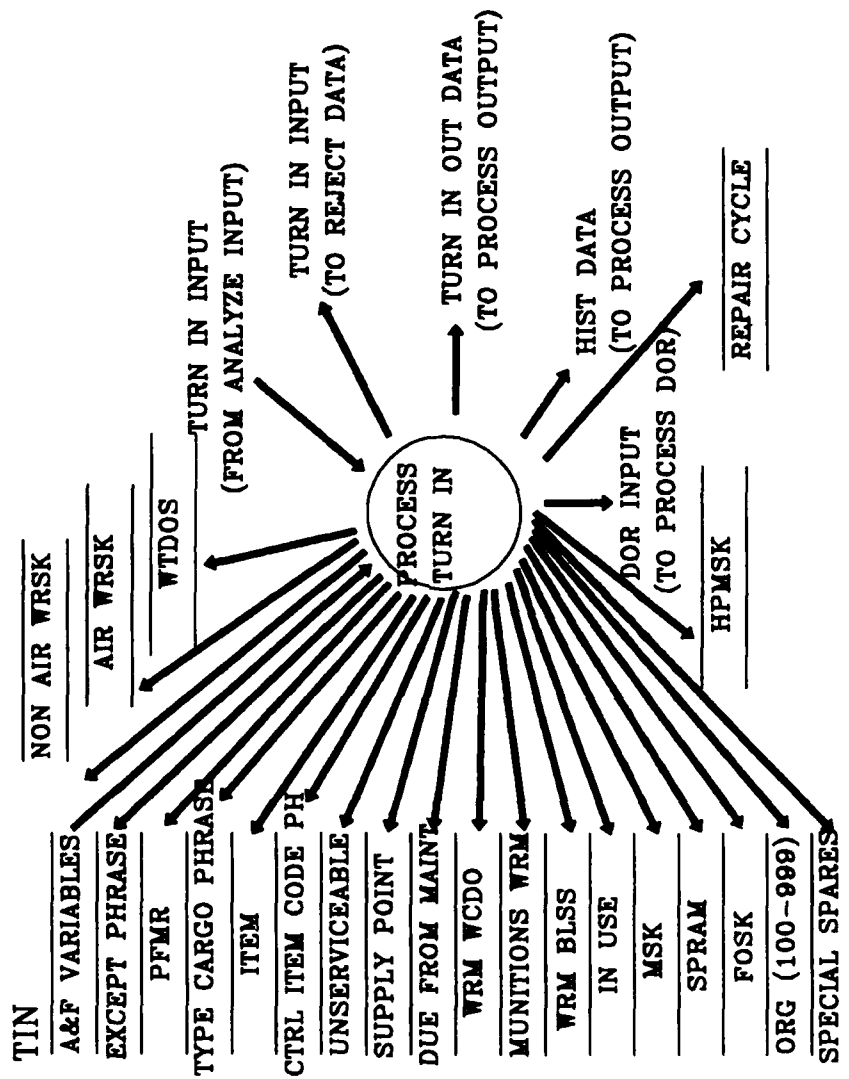 TIN
A&F VARIABLES
EXCEPT PHRASE
PFMR
TYPE CARGO PHRASE
ITEM
CTRL ITEM CODE PH
UNSERVICEABLE
SUPPLY POINT
DUE FROM MAINT
WRM WCDO
MUNITIONS WRM
WRM BLSS
IN USE
MSK
SPRAM
FOSK
ORG (100-999)
SPECIAL SPARES
NON AIR WRSK
AIR WRSK
WTDOS
PROCESS
TURN IN
HPMSK
TURN IN INPUT
(FROM ANALYZE INPUT)
TURN IN INPUT
(TO REJECT DATA)
TURN IN OUT DATA
(TO PROCESS OUTPUT)
HIST DATA
(TO PROCESS OUTPUT)
DOR INPUT
(TO PROCESS DOR)
REPAIR CYCLE